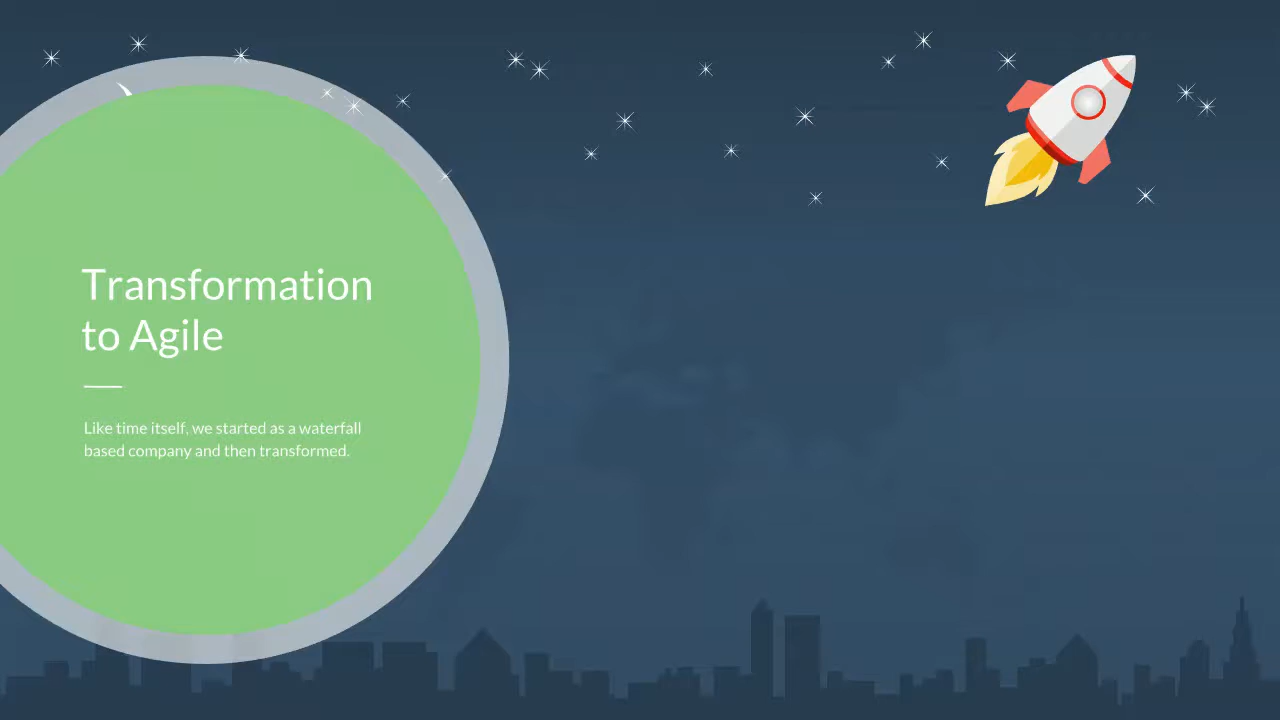 Transformation
to Agile
Like time itself, we started as a waterfall
based company and then transformed.